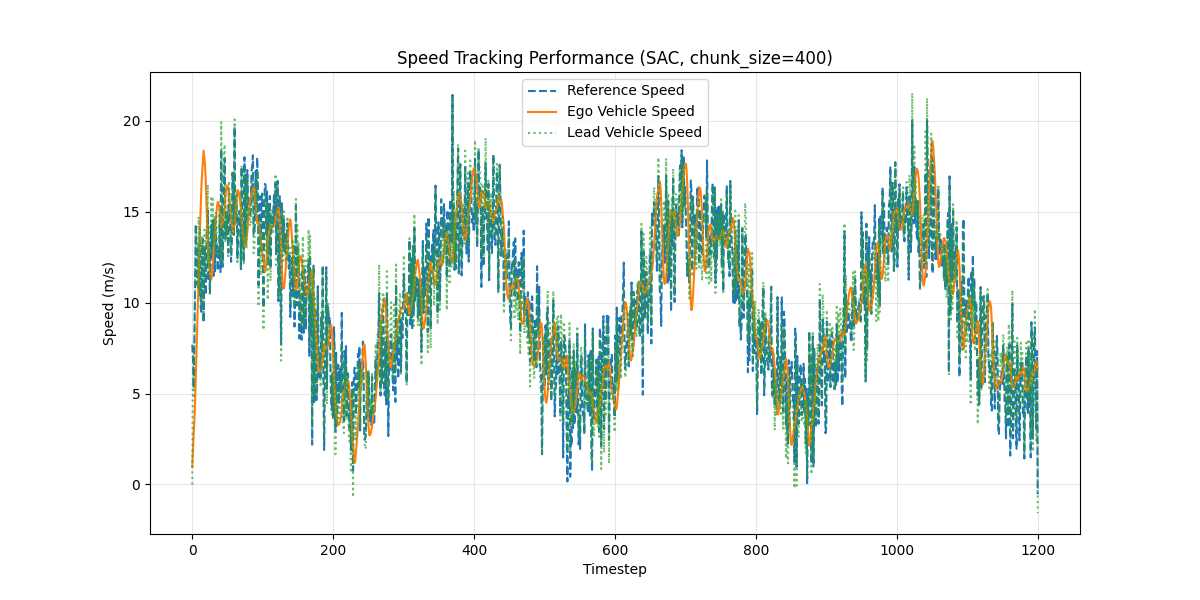 Speed Tracking Performance (SAC, chunk_size=400)
Reference Speed
Ego Vehicle Speed
Lead Vehicle Speed
Speed (m/s)
20
15
10
5
0
0 200 400 600 800 1000 1200
Timestep